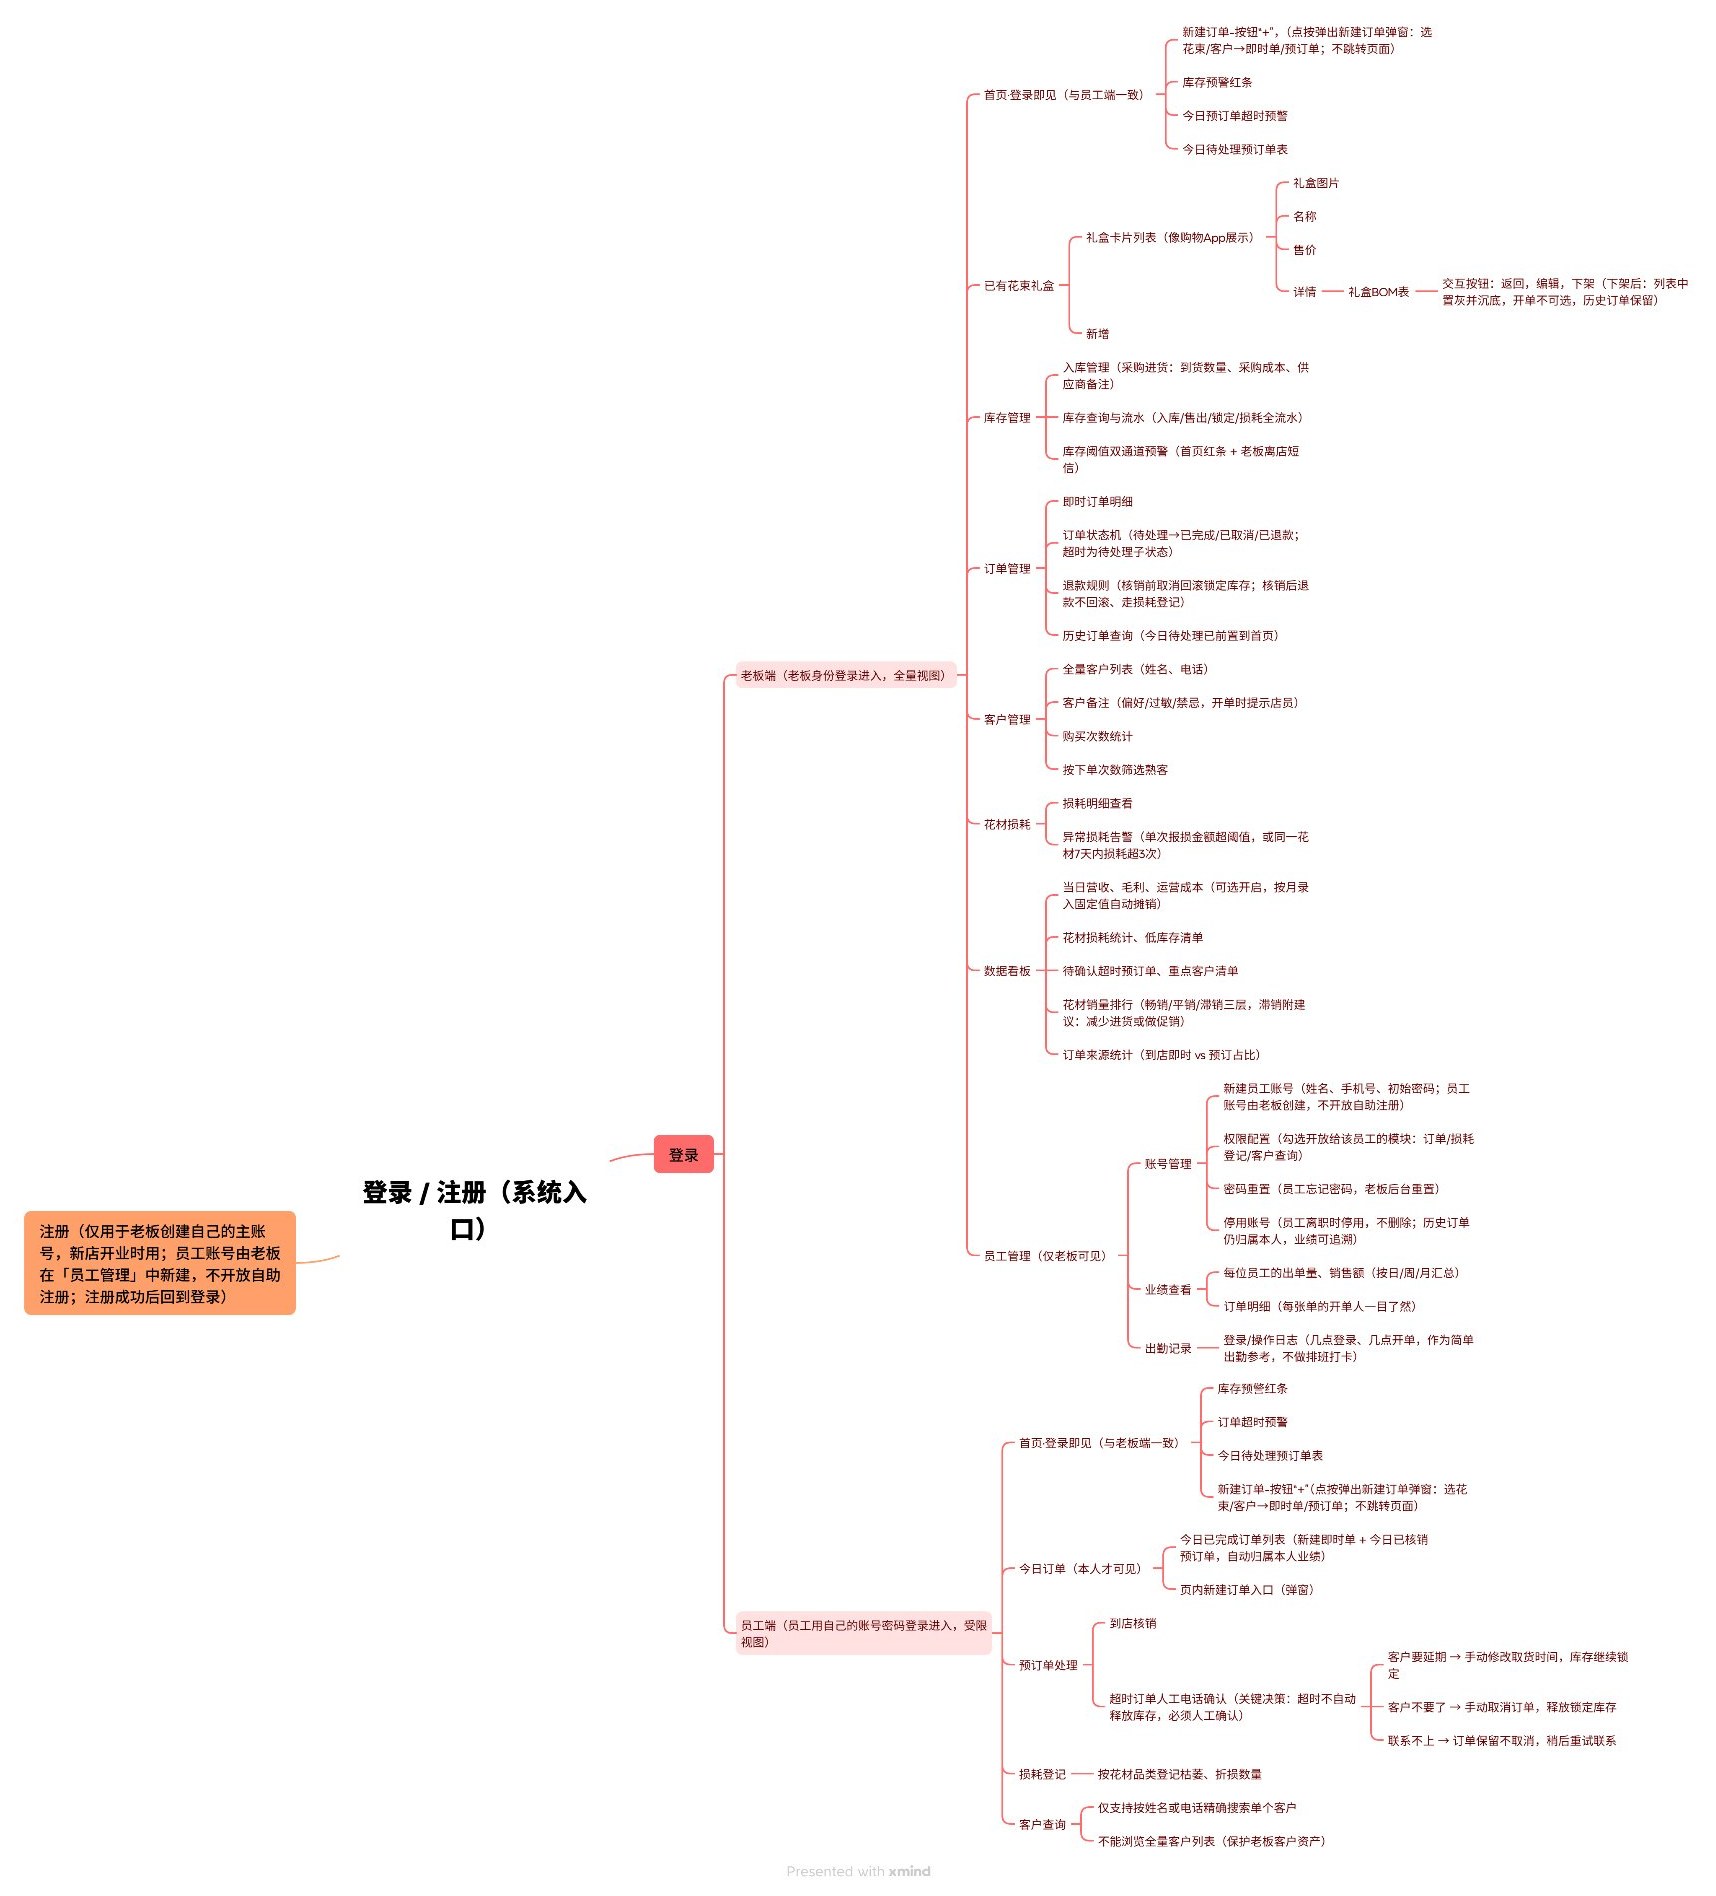 登录 / 注册（系统入
口）
注册（仅用于老板创建自己的主账
号，新店开业时用；员工账号由老板
在「员工管理」中新建，不开放自助
注册；注册成功后回到登录）
登录
老板端（老板身份登录进入，全量视图）
首页·登录即见（与员工端一致）
新建订单-按钮“+”，（点按弹出新建订单弹窗：选
花束/客户→即时单/预订单；不跳转页面）
库存预警红条
今日预订单超时预警
今日待处理预订单表
已有花束礼盒
礼盒卡片列表（像购物App展示）
礼盒图片
名称
售价
详情
礼盒BOM表
交互按钮：返回，编辑，下架（下架后：列表中
置灰并沉底，开单不可选，历史订单保留）
新增
库存管理
入库管理（采购进货：到货数量、采购成本、供
应商备注）
库存查询与流水（入库/售出/锁定/损耗全流水）
库存阈值双通道预警（首页红条 + 老板离店短
信）
订单管理
即时订单明细
订单状态机（待处理→已完成/已取消/已退款；
超时为待处理子状态）
退款规则（核销前取消回滚锁定库存；核销后退
款不回滚、走损耗登记）
历史订单查询（今日待处理已前置到首页）
客户管理
全量客户列表（姓名、电话）
客户备注（偏好/过敏/禁忌，开单时提示店员）
购买次数统计
按下单次数筛选熟客
花材损耗
损耗明细查看
异常损耗告警（单次报损金额超阈值，或同一花
材7天内损耗超3次）
数据看板
当日营收、毛利、运营成本（可选开启，按月录
入固定值自动摊销）
花材损耗统计、低库存清单
待确认超时预订单、重点客户清单
花材销量排行（畅销/平销/滞销三层，滞销附建
议：减少进货或做促销）
订单来源统计（到店即时 vs 预订占比）
员工管理（仅老板可见）
账号管理
新建员工账号（姓名、手机号、初始密码；员工
账号由老板创建，不开放自助注册）
权限配置（勾选开放给该员工的模块：订单/损耗
登记/客户查询）
密码重置（员工忘记密码，老板后台重置）
停用账号（员工离职时停用，不删除；历史订单
仍归属本人，业绩可追溯）
业绩查看
每位员工的出单量、销售额（按日/周/月汇总）
订单明细（每张单的开单人一目了然）
出勤记录
登录/操作日志（几点登录、几点开单，作为简单
出勤参考，不做排班打卡）
员工端（员工用自己的账号密码登录进入，受限
视图）
首页·登录即见（与老板端一致）
库存预警红条
订单超时预警
今日待处理预订单表
新建订单-按钮“+”（点按弹出新建订单弹窗：选花
束/客户→即时单/预订单；不跳转页面）
今日订单（本人才可见）
今日已完成订单列表（新建即时单 + 今日已核销
预订单，自动归属本人业绩）
页内新建订单入口（弹窗）
预订单处理
到店核销
超时订单人工电话确认（关键决策：超时不自动
释放库存，必须人工确认）
客户要延期 → 手动修改取货时间，库存继续锁
定
客户不要了 → 手动取消订单，释放锁定库存
联系不上 → 订单保留不取消，稍后重试联系
损耗登记
按花材品类登记枯萎、折损数量
客户查询
仅支持按姓名或电话精确搜索单个客户
不能浏览全量客户列表（保护老板客户资产）
Presented with xmind